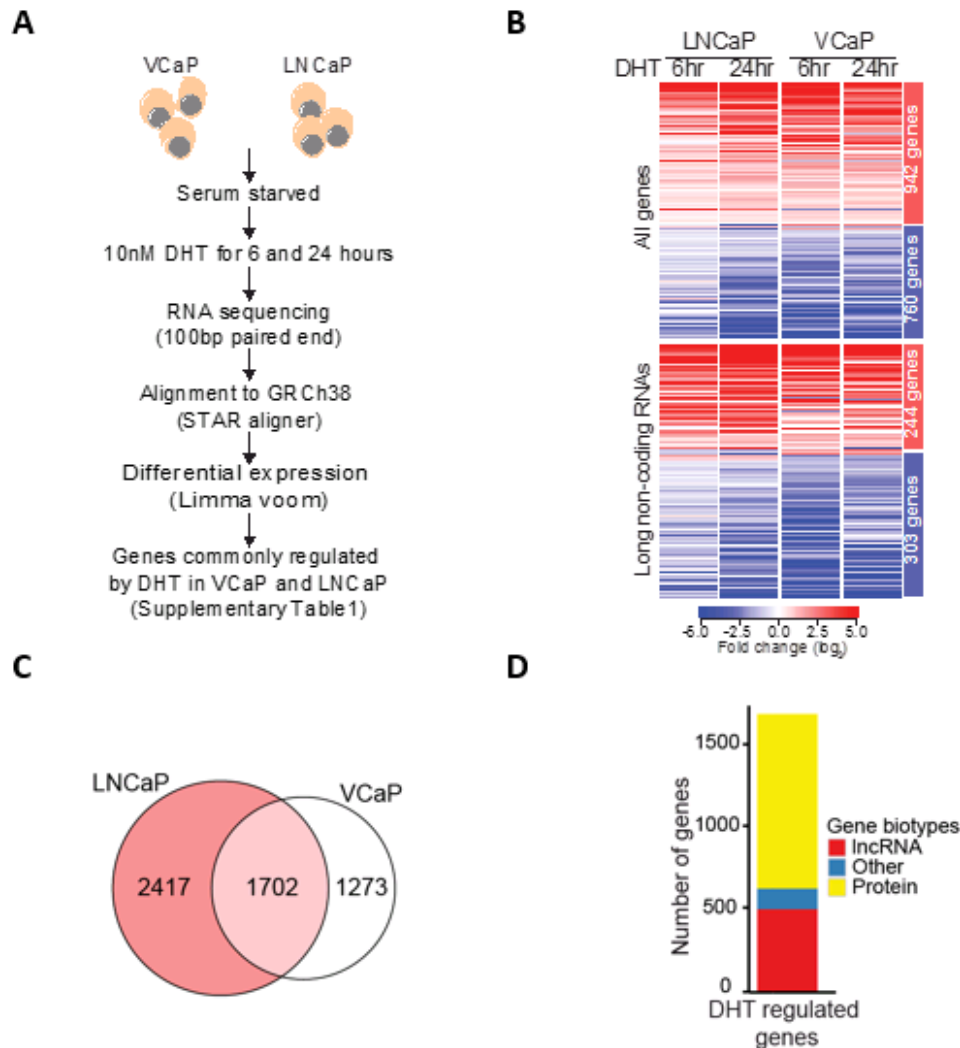 A
VCaP
LNCaP
Serum starved
10nM DHT for 6 and 24 hours
RNA sequencing
(100bp paired end)
Alignment to GRCh38
(STAR aligner)
Differential expression
(Limma voom)
Genes commonly regulated
by DHT in VCaP and LNCaP
(Supplementary Table1)
B
LNCaP
VCaP
DHT 6hr 24hr 6hr 24hr
All genes
942 genes
760 genes
Long non-coding RNAs
244 genes
303 genes
-5.0 -2.5 0.0 2.5 5.0
Fold change (log2)
C
LNCaP
VCaP
2417
1702
1273
D
Number of genes
1500
1000
500
0
Gene biotypes
lncRNA
Other
Protein
DHT regulated
genes